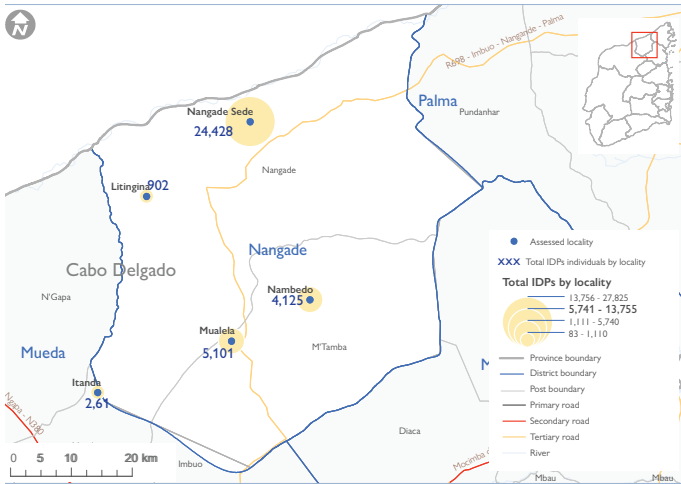 N
R698 - Imbuo - Nangande - Palma
Palma
Pundanhar
Nangade Sede
24,428
Nangade
Litingina
902
Nangade
Cabo Delgado
N'Gapa
Nambedo
4,125
Mualela
5,101
M'Tamba
Mueda
Itanda
2,61
Ngapa - N380
Diaca
Imbuo
Mocimba d
M
0 5 10 20 km
Assessed locality
XXX Total IDPs individuals by locality
Total IDPs by locality
13,756 - 27,825
5,741 - 13,755
1,111 - 5,740
83 - 1,110
Province boundary
District boundary
Post boundary
Primary road
Secondary road
Tertiary road
River
Mbau
Mbau